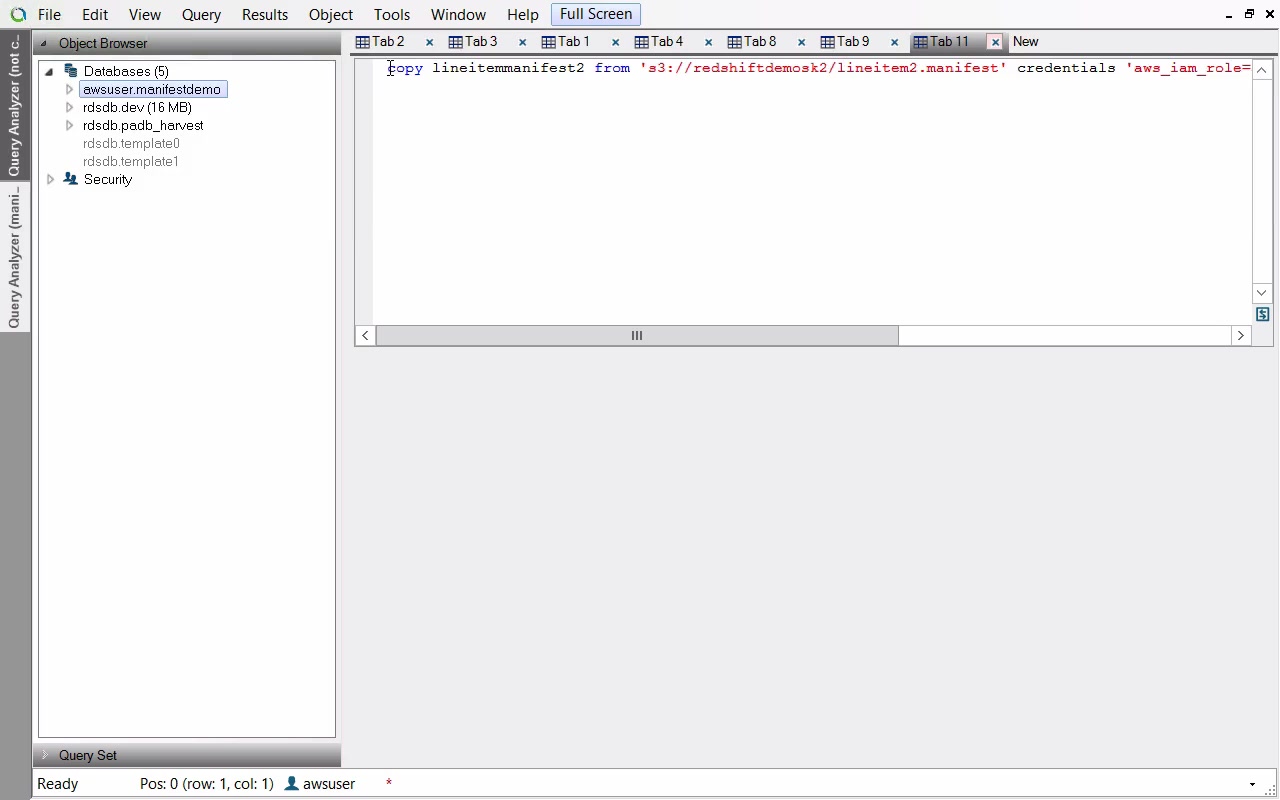 File Edit View Query Results Object Tools Window Help Full Screen
Query Analyzer (not c...
Query Analyzer (mani...
Object Browser
Databases (5)
awsuser.manifestdemo
rdsdb.dev (16 MB)
rdsdb.padb_harvest
rdsdb.template0
rdsdb.template1
Security
Query Set
Tab 2 Tab 3 Tab 1 Tab 4 Tab 8 Tab 9 Tab 11 New
copy lineitemmanifest2 from 's3://redshiftdemosk2/lineitem2.manifest' credentials 'aws_iam_role=
Ready Pos: 0 (row: 1, col: 1) awsuser *